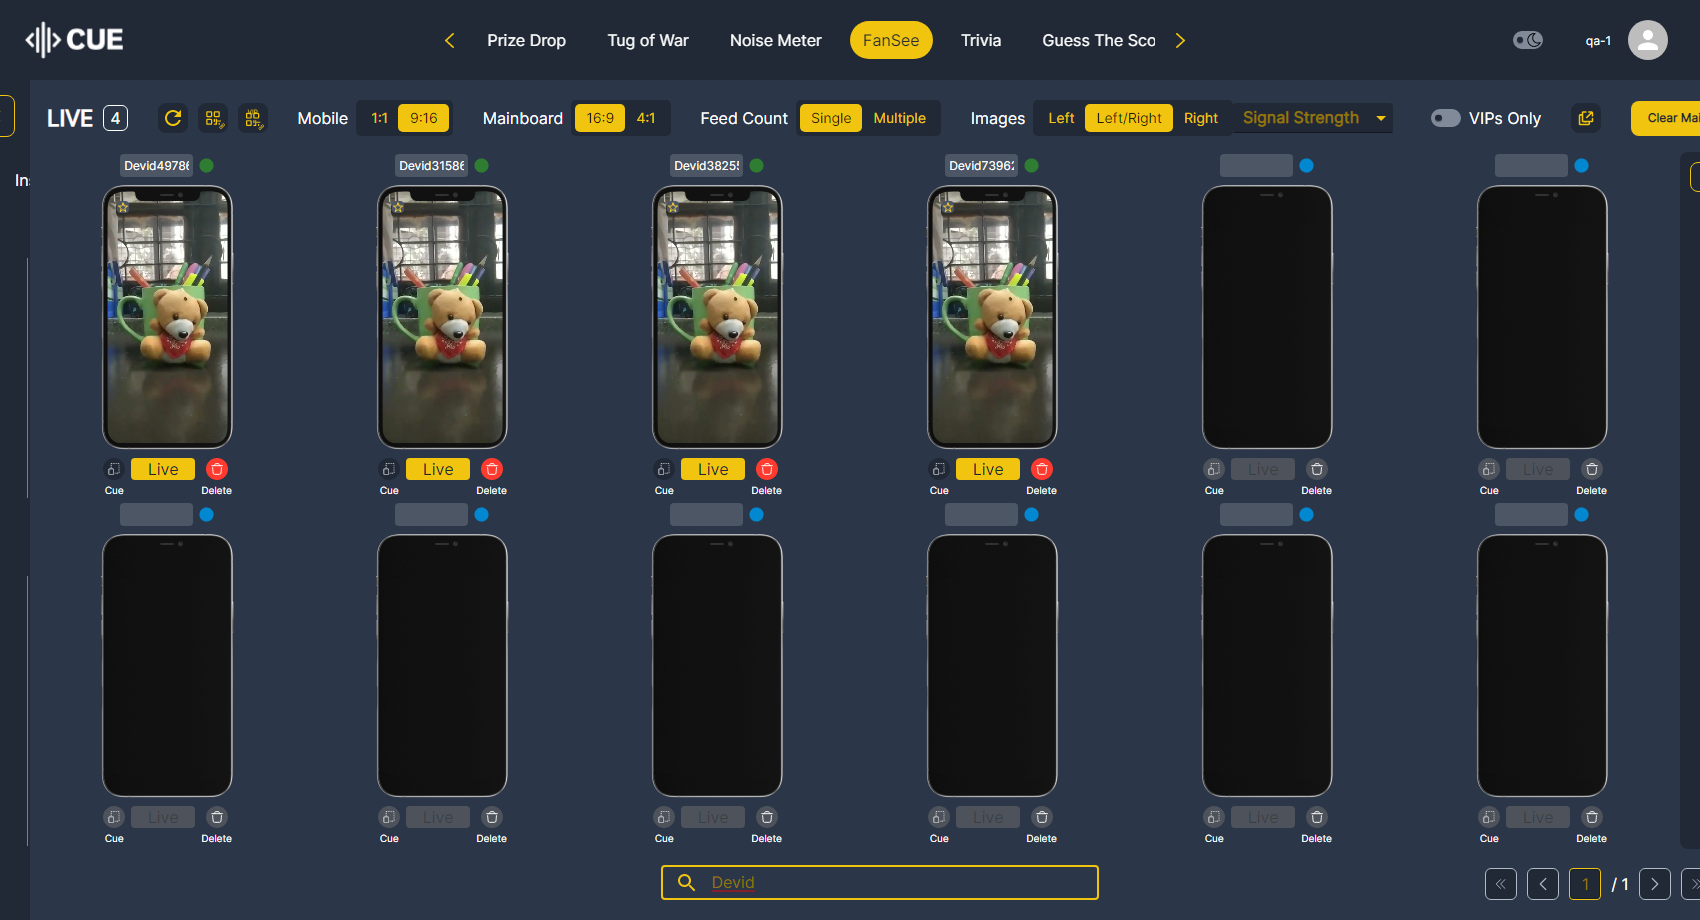 CUE
Prize Drop Tug of War Noise Meter FanSee Trivia Guess The Sco
qa-1
LIVE 4 Mobile 1:1 9:16 Mainboard 16:9 4:1 Feed Count Single Multiple Images Left Left/Right Right Signal Strength VIPs Only Clear Mai
In
Devid49786 Devid31586 Devid3825 Devid7396
Live Live Live Live Live Live
Cue Delete Cue Delete Cue Delete Cue Delete Cue Delete Cue Delete
Live Live Live Live Live Live
Cue Delete Cue Delete Cue Delete Cue Delete Cue Delete Cue Delete
Devid
1 / 1